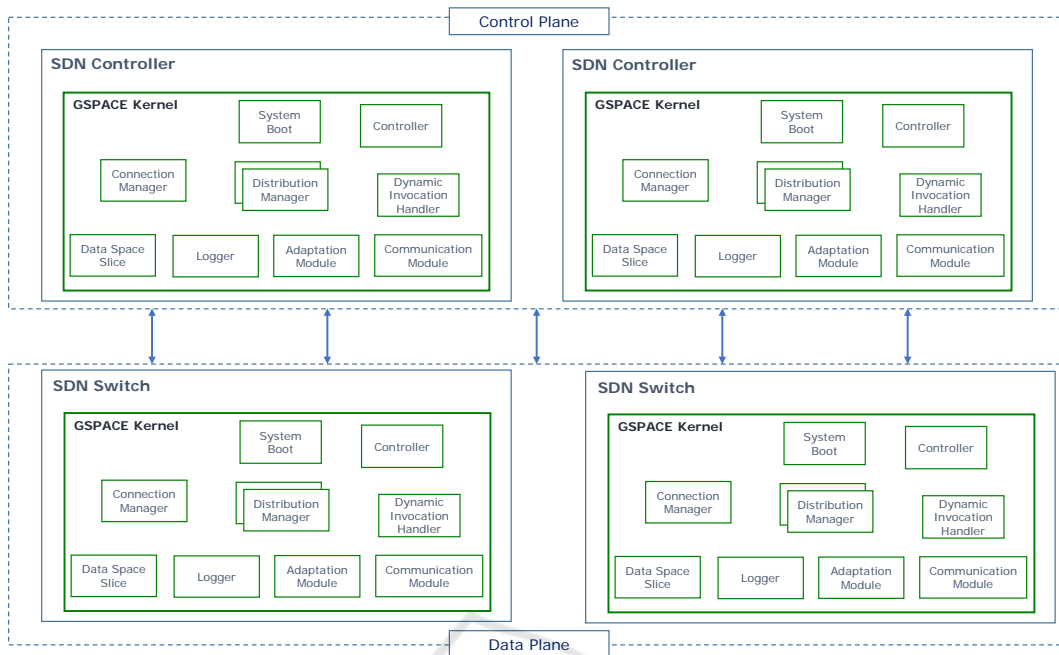 Control Plane
SDN Controller
GSPACE Kernel
System
Boot
Controller
Connection
Manager
Distribution
Manager
Dynamic
Invocation
Handler
Data Space
Slice
Logger
Adaptation
Module
Communication
Module
SDN Controller
GSPACE Kernel
System
Boot
Controller
Connection
Manager
Distribution
Manager
Dynamic
Invocation
Handler
Data Space
Slice
Logger
Adaptation
Module
Communication
Module
SDN Switch
GSPACE Kernel
System
Boot
Controller
Connection
Manager
Distribution
Manager
Dynamic
Invocation
Handler
Data Space
Slice
Logger
Adaptation
Module
Communication
Module
SDN Switch
GSPACE Kernel
System
Boot
Controller
Connection
Manager
Distribution
Manager
Dynamic
Invocation
Handler
Data Space
Slice
Logger
Adaptation
Module
Communication
Module
Data Plane